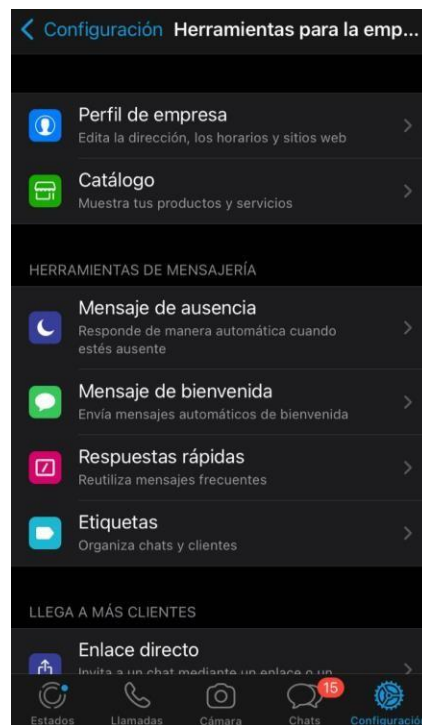 Configuración Herramientas para la emp...
Perfil de empresa
Edita la dirección, los horarios y sitios web
Catálogo
Muestra tus productos y servicios
HERRAMIENTAS DE MENSAJERÍA
Mensaje de ausencia
Responde de manera automática cuando
estés ausente
Mensaje de bienvenida
Envía mensajes automáticos de bienvenida
Respuestas rápidas
Reutiliza mensajes frecuentes
Etiquetas
Organiza chats y clientes
LLEGA A MÁS CLIENTES
Enlace directo
Invita a un chat mediante un enlace o un
15
Estados Llamadas Cámara Chats Configuración